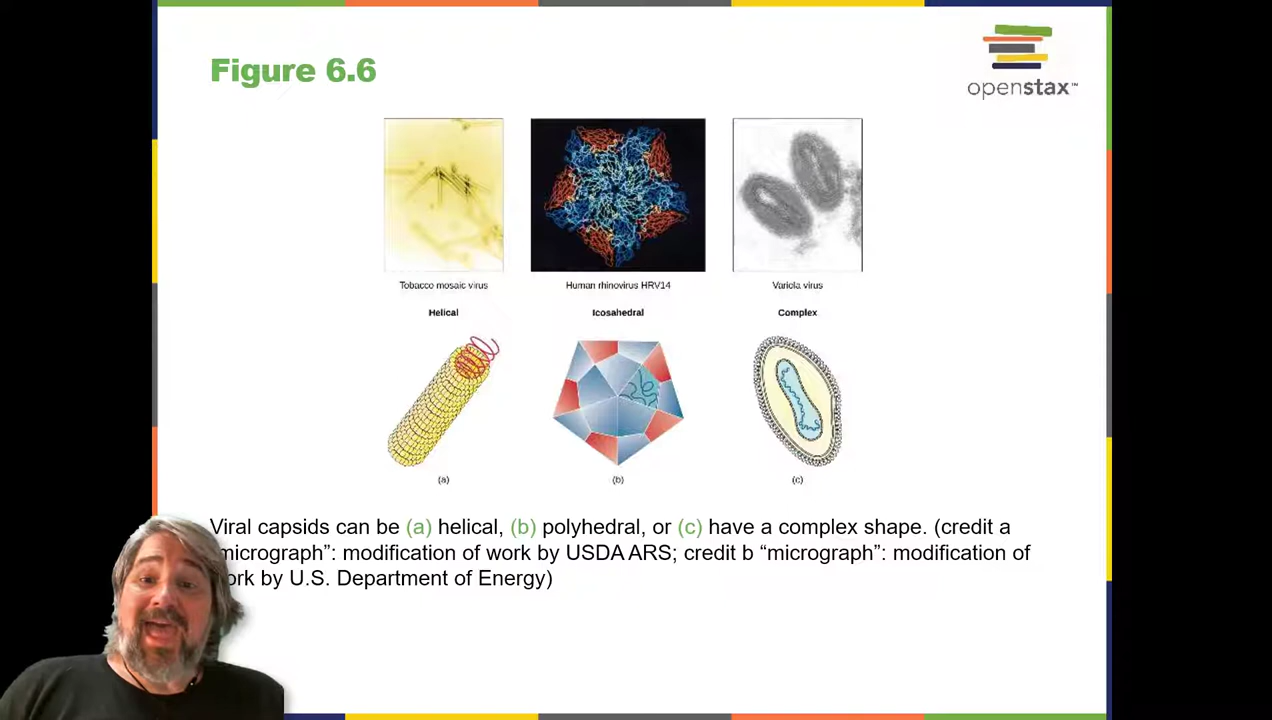 Figure 6.6
openstax™
Tobacco mosaic virus
Human rhinovirus HRV14
Variola virus
Helical
Icosahedral
Complex
(a)
(b)
(c)
Viral capsids can be (a) helical, (b) polyhedral, or (c) have a complex shape. (credit a
micrograph”: modification of work by USDA ARS; credit b “micrograph”: modification of
ork by U.S. Department of Energy)